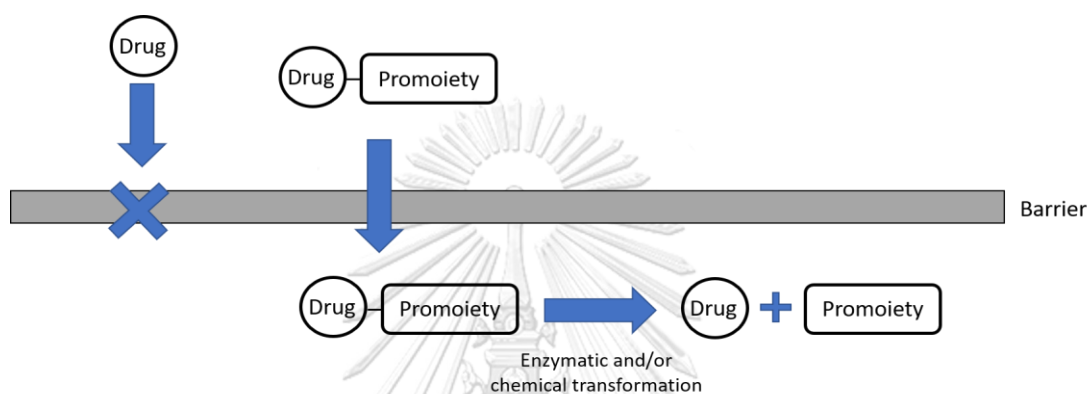 Drug
Drug
Promoiety
Barrier
Drug
Promoiety
Drug
Promoiety
Enzymatic and/or
chemical transformation